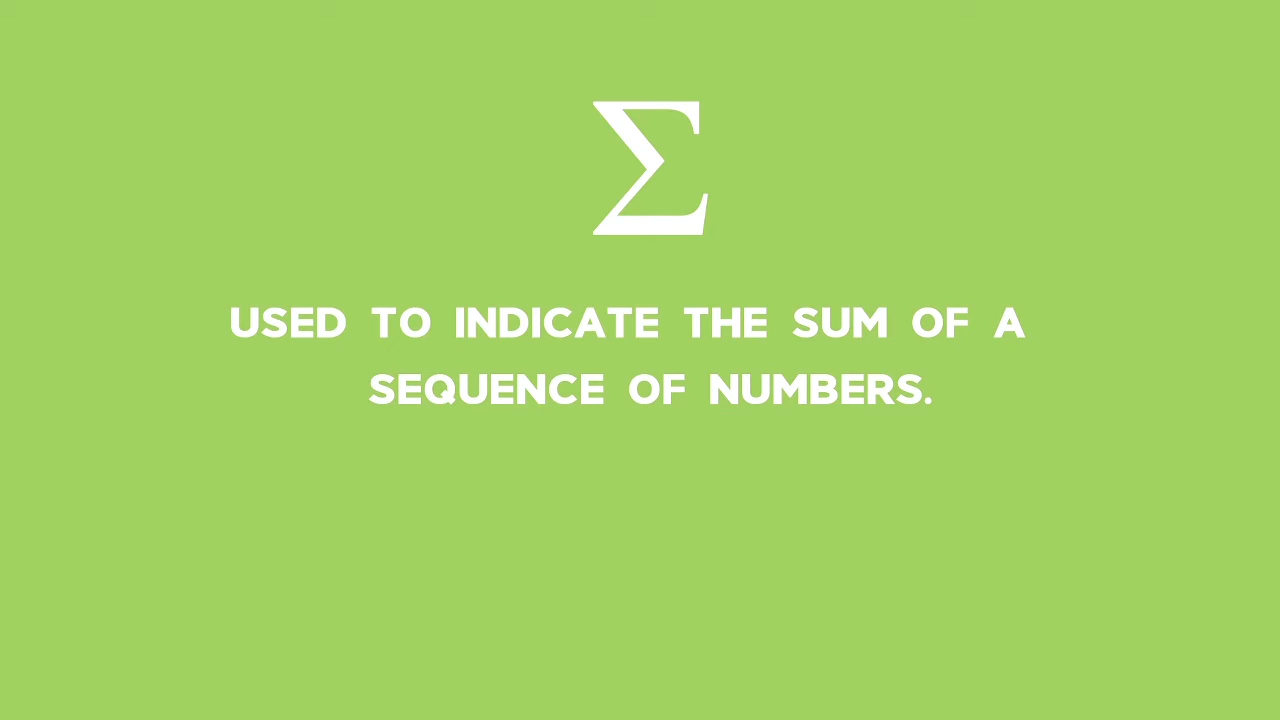 Σ
USED TO INDICATE THE SUM OF A
SEQUENCE OF NUMBERS.